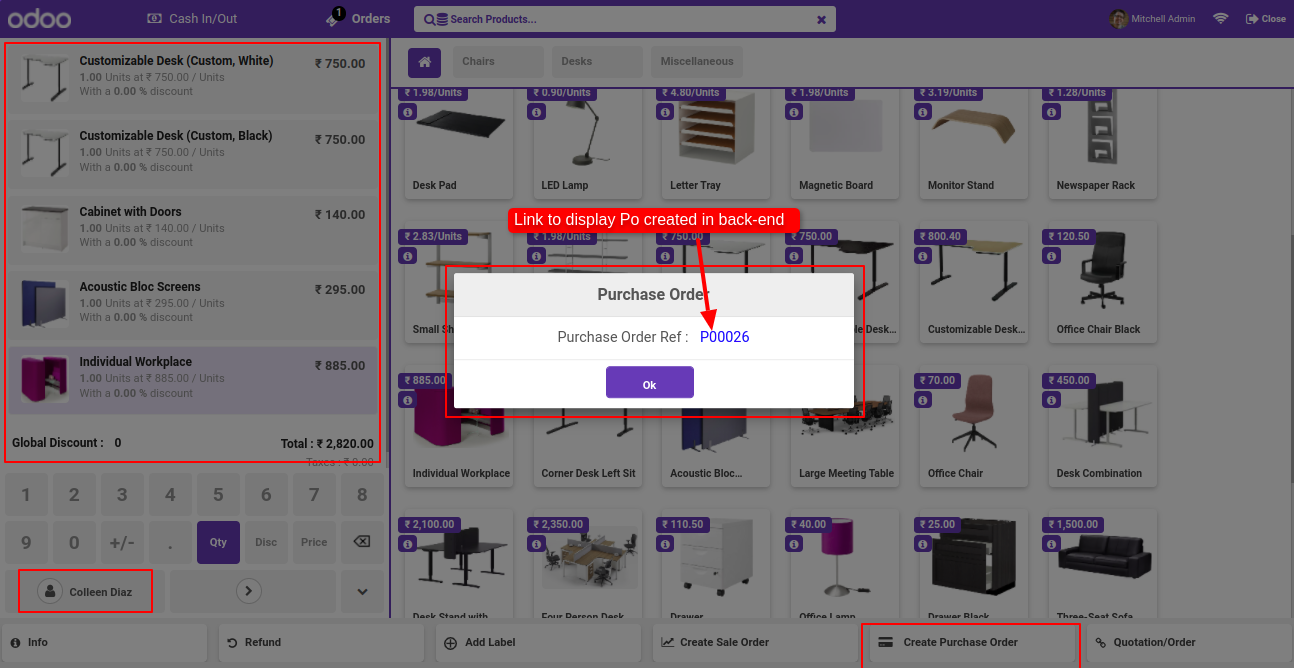 odoo
Cash In/Out
1
Orders
Search Products...
Mitchell Admin
Close
Customizable Desk (Custom, White)
₹ 750.00
1.00 Units at ₹ 750.00 / Units
With a 0.00 % discount
Customizable Desk (Custom, Black)
₹ 750.00
1.00 Units at ₹ 750.00 / Units
With a 0.00 % discount
Cabinet with Doors
₹ 140.00
1.00 Units at ₹ 140.00 / Units
With a 0.00 % discount
Acoustic Bloc Screens
₹ 295.00
1.00 Units at ₹ 295.00 / Units
With a 0.00 % discount
Individual Workplace
₹ 885.00
1.00 Units at ₹ 885.00 / Units
With a 0.00 % discount
Global Discount : 0
Total : ₹ 2,820.00
Taxes : ₹ 0.00
1 2 3 4 5 6 7 8
9 0 +/- . Qty Disc Price
Colleen Diaz
Chairs
Desks
Miscellaneous
₹ 1.98/Units
₹ 0.90/Units
₹ 4.80/Units
₹ 1.98/Units
₹ 3.19/Units
₹ 1.28/Units
Desk Pad
LED Lamp
Letter Tray
Magnetic Board
Monitor Stand
Newspaper Rack
Link to display Po created in back-end
₹ 2.83/Units
₹ 1.98/Units
₹ 750.00
₹ 750.00
₹ 800.40
₹ 120.50
Small Sh
le Desk...
Customizable Desk...
Office Chair Black
Purchase Order
Purchase Order Ref : P00026
Ok
₹ 885.00
₹ 70.00
₹ 450.00
Individual Workplace
Corner Desk Left Sit
Acoustic Bloc...
Large Meeting Table
Office Chair
Desk Combination
₹ 2,100.00
₹ 2,350.00
₹ 110.50
₹ 40.00
₹ 25.00
₹ 1,500.00
Desk Stand with
Four Person Desk
Drawer
Office Lamp
Drawer Black
Three-Seat Sofa
Info
Refund
Add Label
Create Sale Order
Create Purchase Order
Quotation/Order